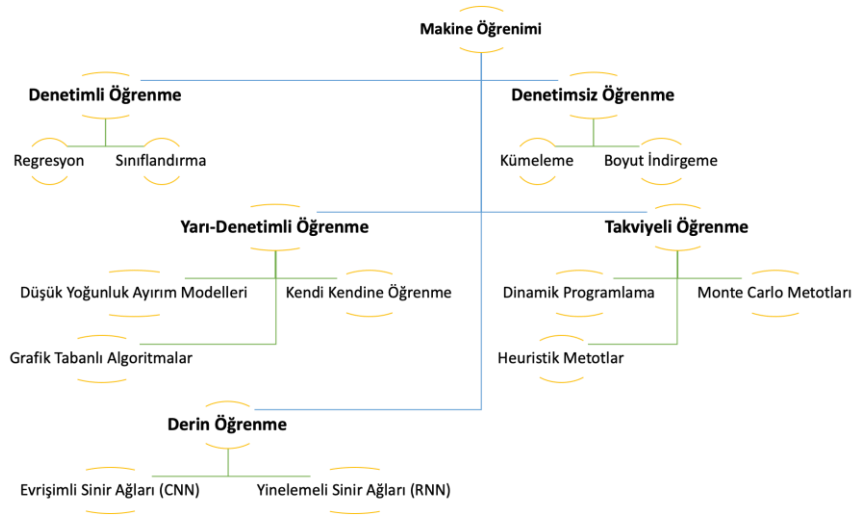 Makine Öğrenimi
Denetimli Öğrenme
Denetimsiz Öğrenme
Regresyon
Sınıflandırma
Kümeleme
Boyut İndirgeme
Yarı-Denetimli Öğrenme
Takviyeli Öğrenme
Düşük Yoğunluk Ayırım Modelleri
Kendi Kendine Öğrenme
Dinamik Programlama
Monte Carlo Metotları
Grafik Tabanlı Algoritmalar
Heuristik Metotlar
Derin Öğrenme
Evrişimli Sinir Ağları (CNN)
Yinelemeli Sinir Ağları (RNN)